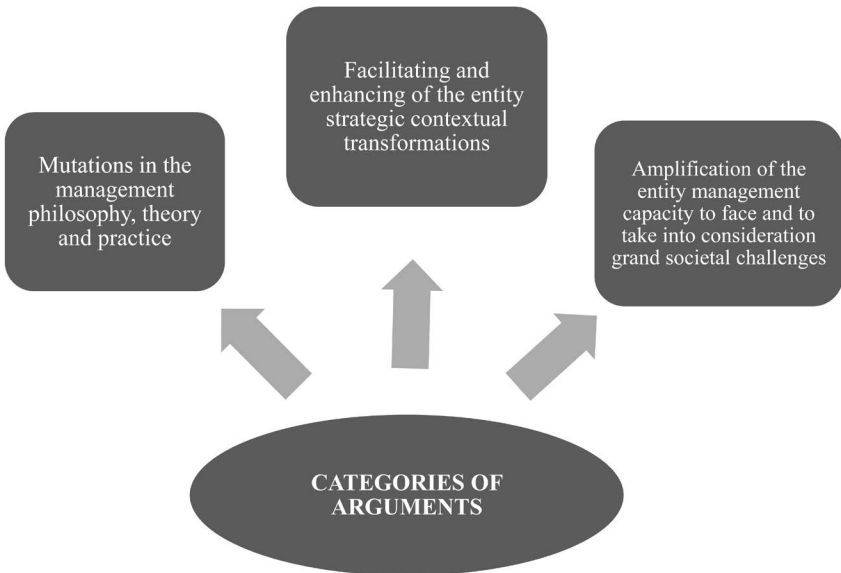 Facilitating and
enhancing of the entity
strategic contextual
transformations
Mutations in the
management
philosophy, theory
and practice
Amplification of the
entity management
capacity to face and to
take into consideration
grand societal challenges
CATEGORIES OF
ARGUMENTS